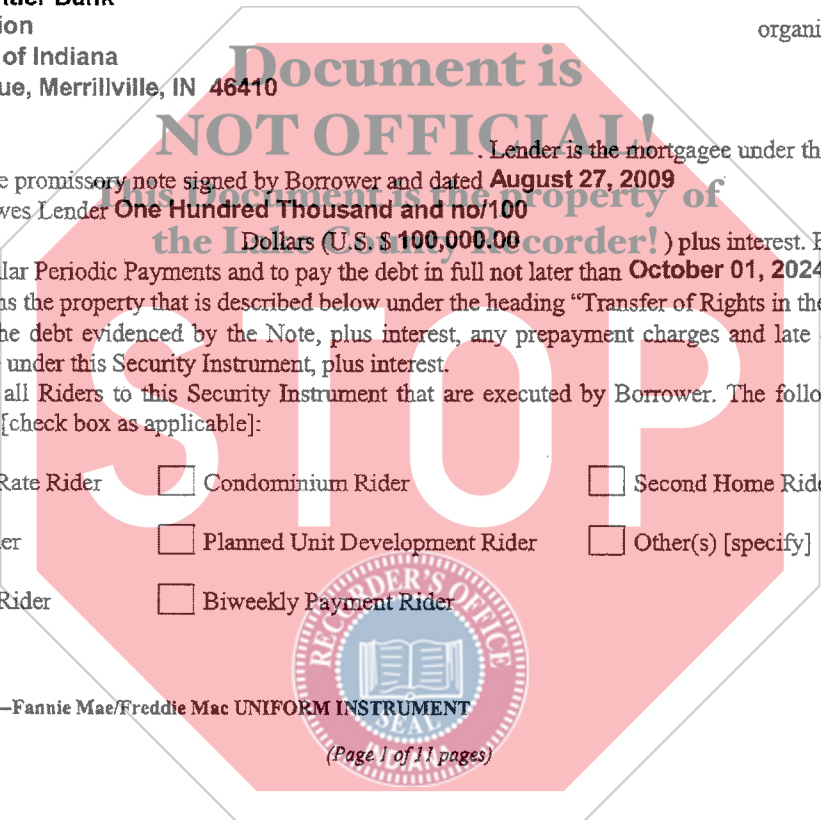 ion
organi
of Indiana
ue, Merrillville, IN 46410
Document is
NOT OFFICIAL!
. Lender is the mortgagee under th
e promissory note signed by Borrower and dated August 27, 2009
This Document is the property of
ves Lender One Hundred Thousand and no/100
the Lake County Recorder!
Dollars (U.S. $ 100,000.00 ) plus interest. B
lar Periodic Payments and to pay the debt in full not later than October 01, 2024
as the property that is described below under the heading “Transfer of Rights in the
he debt evidenced by the Note, plus interest, any prepayment charges and late
under this Security Instrument, plus interest.
all Riders to this Security Instrument that are executed by Borrower. The follo
[check box as applicable]:
STOP
Rate Rider Condominium Rider Second Home Ride
er Planned Unit Development Rider Other(s) [specify]
Rider Biweekly Payment Rider
RECORDER'S OFFICE
SEAL
INDIANA
–Fannie Mae/Freddie Mac UNIFORM INSTRUMENT
(Page 1 of 11 pages)